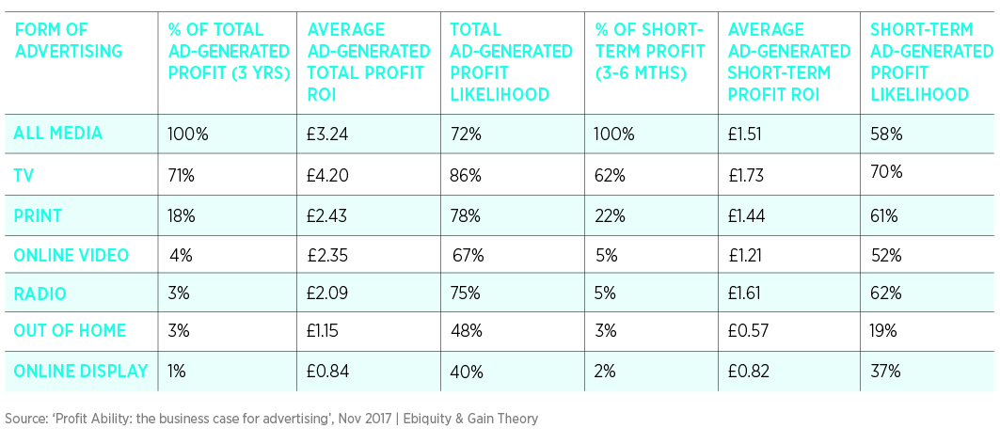 FORM OF ADVERTISING | % OF TOTAL AD-GENERATED PROFIT (3 YRS) | AVERAGE AD-GENERATED TOTAL PROFIT ROI | TOTAL AD-GENERATED PROFIT LIKELIHOOD | % OF SHORT-TERM PROFIT (3-6 MTHS) | AVERAGE AD-GENERATED SHORT-TERM PROFIT ROI | SHORT-TERM AD-GENERATED PROFIT LIKELIHOOD
ALL MEDIA | 100% | £3.24 | 72% | 100% | £1.51 | 58%
TV | 71% | £4.20 | 86% | 62% | £1.73 | 70%
PRINT | 18% | £2.43 | 78% | 22% | £1.44 | 61%
ONLINE VIDEO | 4% | £2.35 | 67% | 5% | £1.21 | 52%
RADIO | 3% | £2.09 | 75% | 5% | £1.61 | 62%
OUT OF HOME | 3% | £1.15 | 48% | 3% | £0.57 | 19%
ONLINE DISPLAY | 1% | £0.84 | 40% | 2% | £0.82 | 37%
Source: ‘Profit Ability: the business case for advertising’, Nov 2017 | Ebiquity & Gain Theory